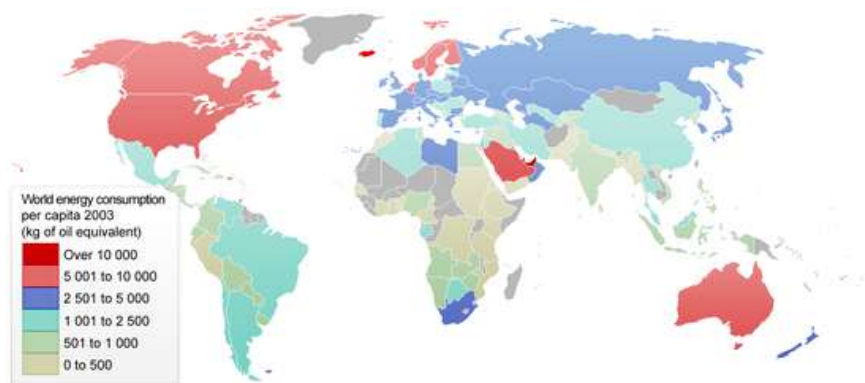 World energy consumption
per capita 2003
(kg of oil equivalent)
Over 10 000
5 001 to 10 000
2 501 to 5 000
1 001 to 2 500
501 to 1 000
0 to 500